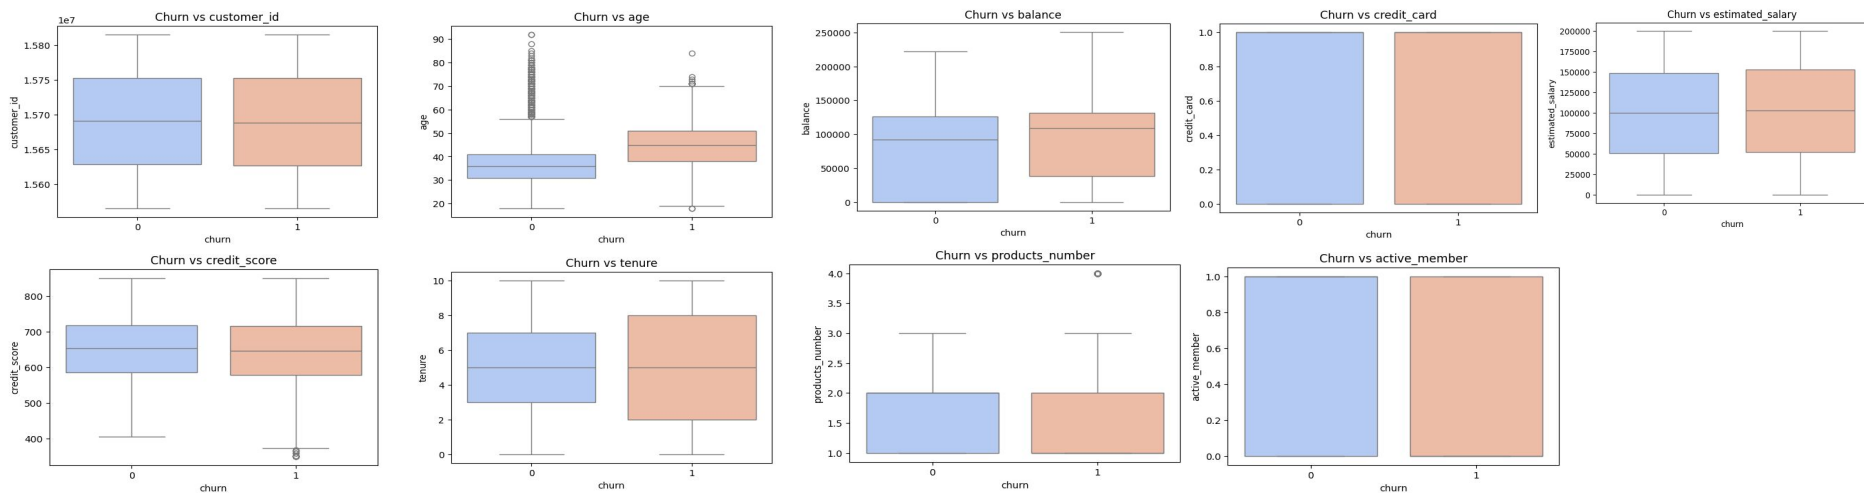 Churn vs customer_id
1e7
1.580
1.575
1.570
1.565
1.560
customer_id
0 1
churn
Churn vs age
90
80
70
60
50
40
30
20
age
0 1
churn
Churn vs balance
250000
200000
150000
100000
50000
0
balance
0 1
churn
Churn vs credit_card
1.0
0.8
0.6
0.4
0.2
0.0
credit_card
0 1
churn
Churn vs estimated_salary
200000
175000
150000
125000
100000
75000
50000
25000
0
estimated_salary
0 1
churn
Churn vs credit_score
800
700
600
500
400
credit_score
0 1
churn
Churn vs tenure
10
8
6
4
2
0
tenure
0 1
churn
Churn vs products_number
4.0
3.5
3.0
2.5
2.0
1.5
1.0
products_number
0 1
churn
Churn vs active_member
1.0
0.8
0.6
0.4
0.2
0.0
active_member
0 1
churn